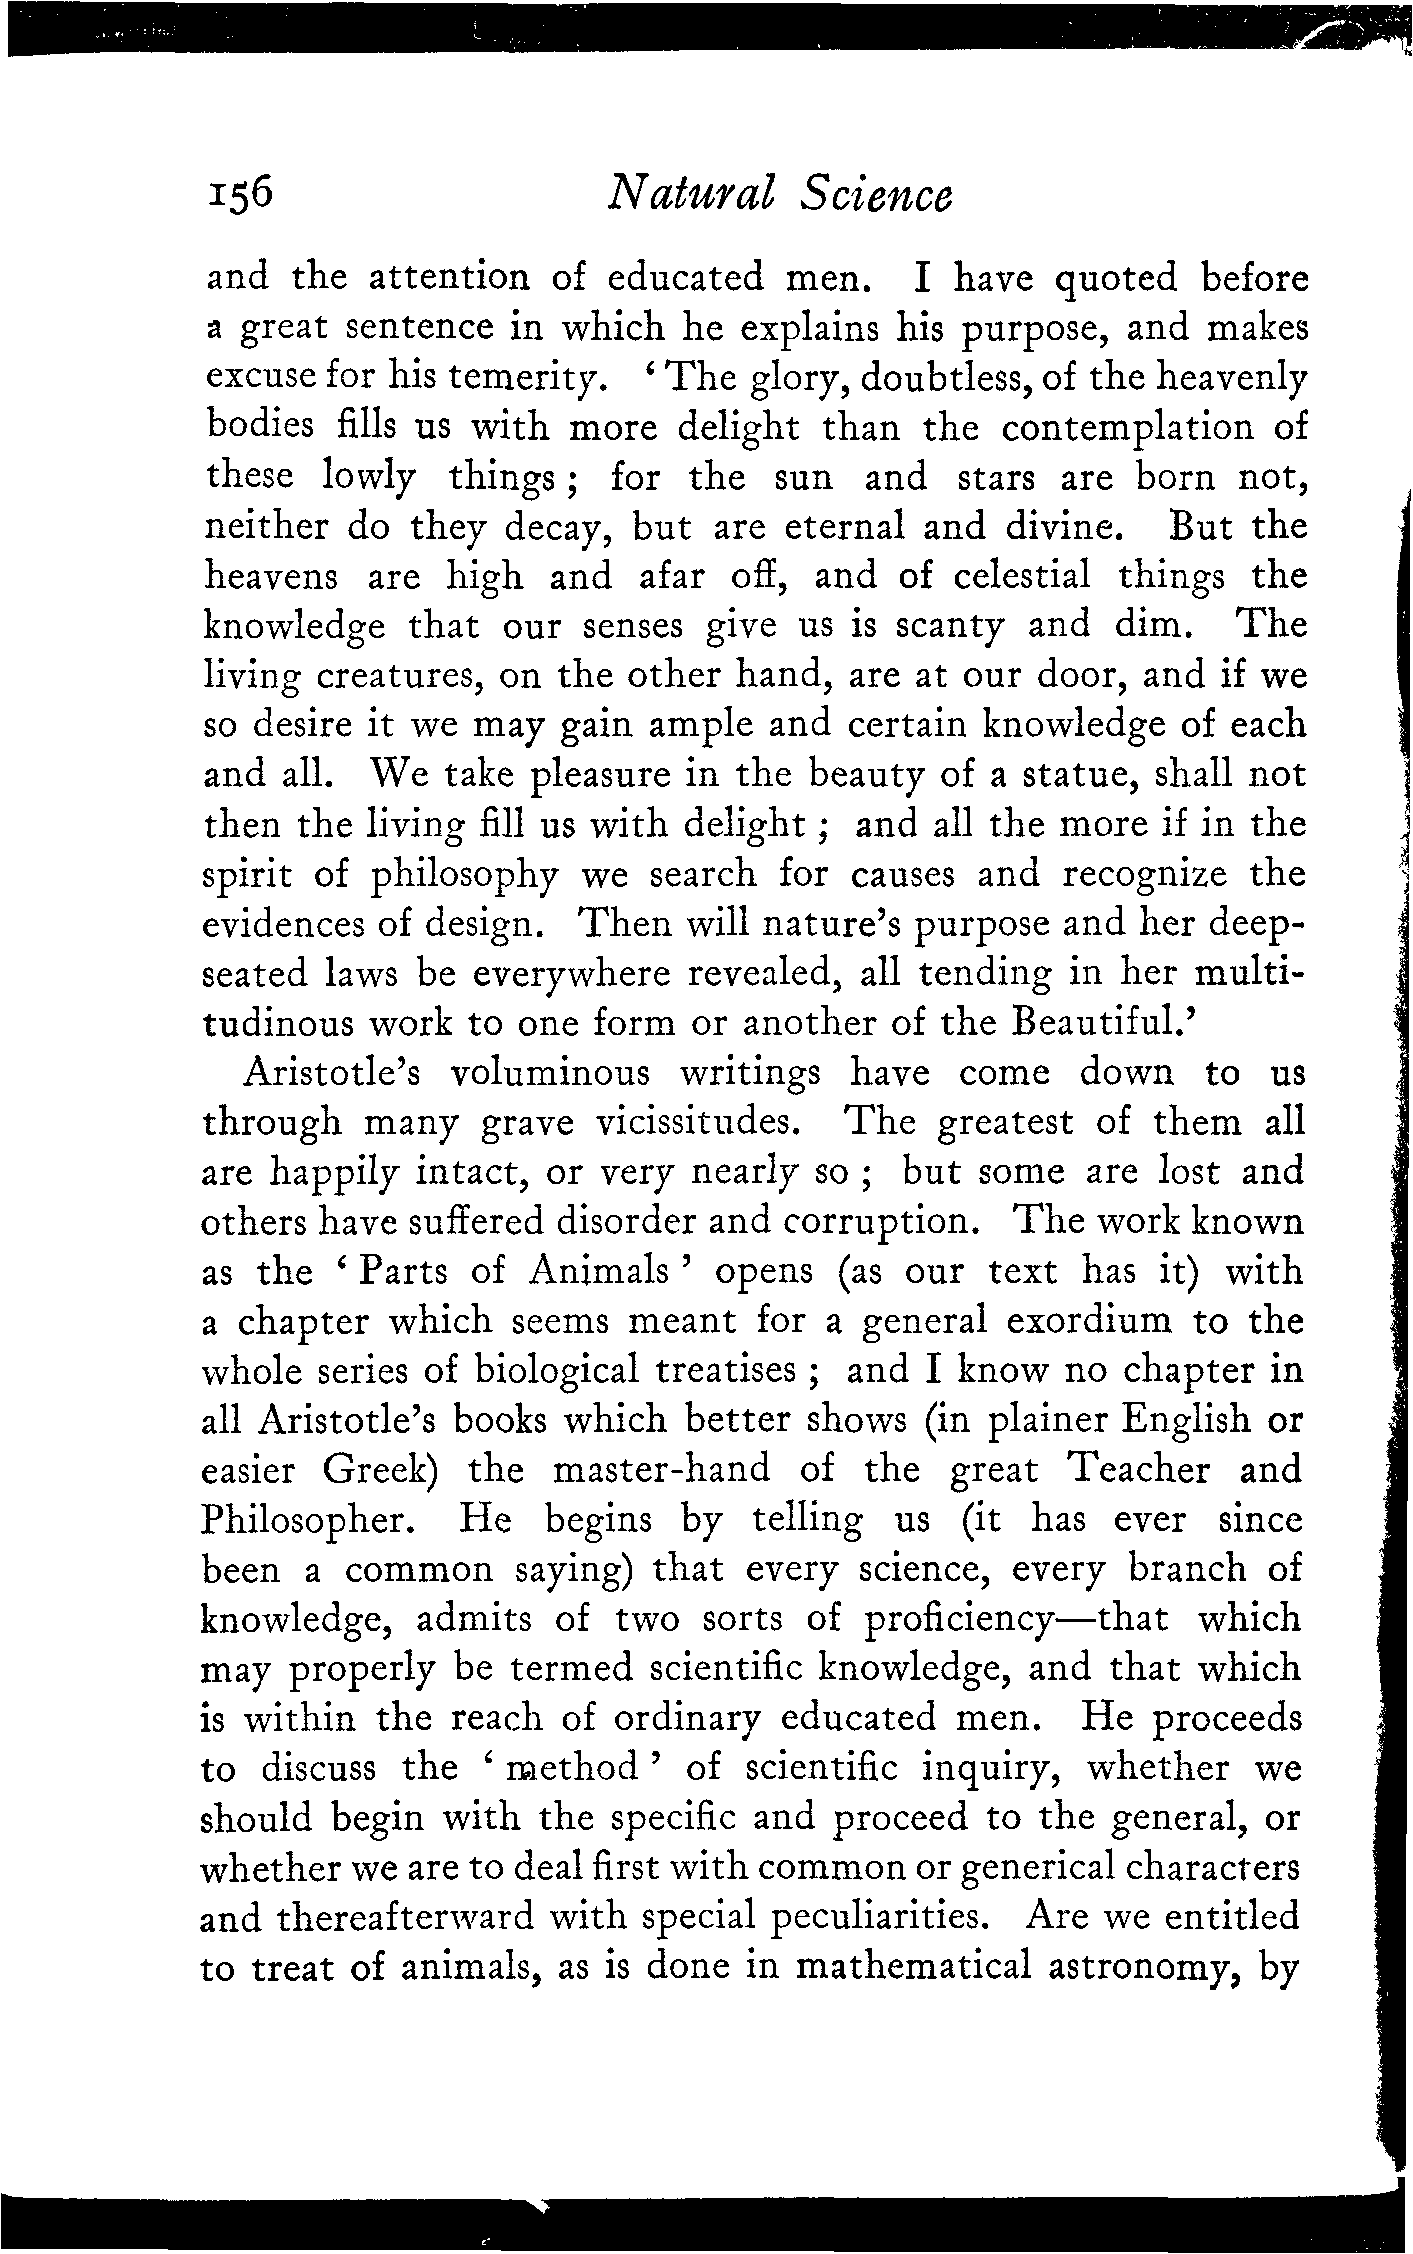 156 Natural Science
and the attention of educated men. I have quoted before
a great sentence in which he explains his purpose, and makes
excuse for his temerity. ‘ The glory, doubtless, of the heavenly
bodies fills us with more delight than the contemplation of
these lowly things ; for the sun and stars are born not,
neither do they decay, but are eternal and divine. But the
heavens are high and afar off, and of celestial things the
knowledge that our senses give us is scanty and dim. The
living creatures, on the other hand, are at our door, and if we
so desire it we may gain ample and certain knowledge of each
and all. We take pleasure in the beauty of a statue, shall not
then the living fill us with delight ; and all the more if in the
spirit of philosophy we search for causes and recognize the
evidences of design. Then will nature’s purpose and her deep-
seated laws be everywhere revealed, all tending in her multi-
tudinous work to one form or another of the Beautiful.’
Aristotle’s voluminous writings have come down to us
through many grave vicissitudes. The greatest of them all
are happily intact, or very nearly so ; but some are lost and
others have suffered disorder and corruption. The work known
as the ‘ Parts of Animals ’ opens (as our text has it) with
a chapter which seems meant for a general exordium to the
whole series of biological treatises ; and I know no chapter in
all Aristotle’s books which better shows (in plainer English or
easier Greek) the master-hand of the great Teacher and
Philosopher. He begins by telling us (it has ever since
been a common saying) that every science, every branch of
knowledge, admits of two sorts of proficiency—that which
may properly be termed scientific knowledge, and that which
is within the reach of ordinary educated men. He proceeds
to discuss the ‘ method ’ of scientific inquiry, whether we
should begin with the specific and proceed to the general, or
whether we are to deal first with common or generical characters
and thereafterward with special peculiarities. Are we entitled
to treat of animals, as is done in mathematical astronomy, by